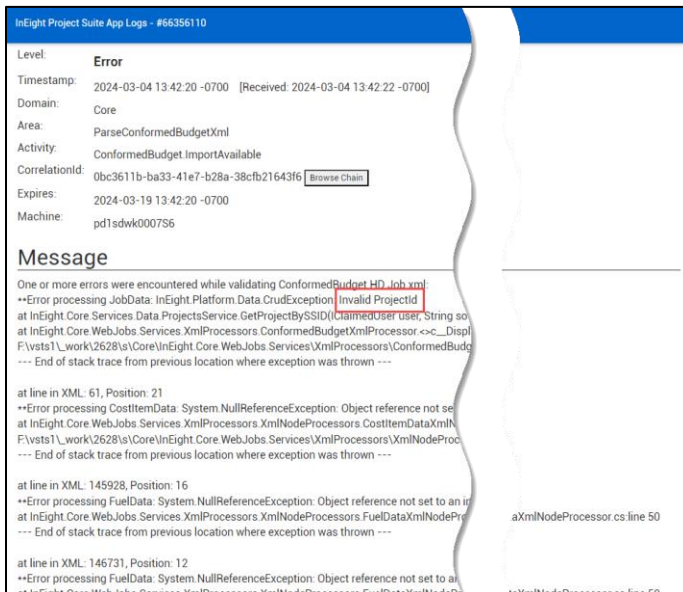 InEight Project Suite App Logs - #66356110
Level: Error
Timestamp: 2024-03-04 13:42:20 -0700 [Received: 2024-03-04 13:42:22 -0700]
Domain: Core
Area: ParseConformedBudgetXml
Activity: ConformedBudget.ImportAvailable
CorrelationId: 0bc3611b-ba33-41e7-b28a-38cfb21643f6 Browse Chain
Expires: 2024-03-19 13:42:20 -0700
Machine: pd1sdwk0007S6
Message
One or more errors were encountered while validating ConformedBudget.HD_Job.xml:
**Error processing JobData: InEight.Platform.Data.CrudException: Invalid ProjectId
at InEight.Core.Services.Data.ProjectsService.GetProjectBySSID(IClaimedUser user, String so
at InEight.Core.WebJobs.Services.XmlProcessors.ConformedBudgetXmlProcessor.<>c__Displ
F:\vsts1\_work\2628\s\Core\InEight.Core.WebJobs.Services\XmlProcessors\ConformedBudg
--- End of stack trace from previous location where exception was thrown ---
at line in XML: 61, Position: 21
**Error processing CostItemData: System.NullReferenceException: Object reference not se
at InEight.Core.WebJobs.Services.XmlProcessors.XmlNodeProcessors.CostItemDataXmlN
F:\vsts1\_work\2628\s\Core\InEight.Core.WebJobs.Services\XmlProcessors\XmlNodeProc
--- End of stack trace from previous location where exception was thrown ---
at line in XML: 145928, Position: 16
**Error processing FuelData: System.NullReferenceException: Object reference not set to an in
at InEight.Core.WebJobs.Services.XmlProcessors.XmlNodeProcessors.FuelDataXmlNodePro aXmlNodeProcessor.cs:line 50
--- End of stack trace from previous location where exception was thrown ---
at line in XML: 146731, Position: 12
**Error processing FuelData: System.NullReferenceException: Object reference not set to an